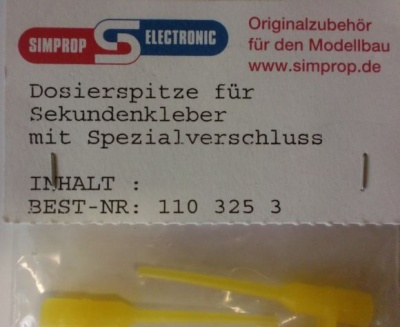 SIMPROP ELECTRONIC
Originalzubehör
für den Modellbau
www.simprop.de
Dosierspitze für
Sekundenkleber
mit Spezialverschluss
INHALT :
BEST-NR: 110 325 3